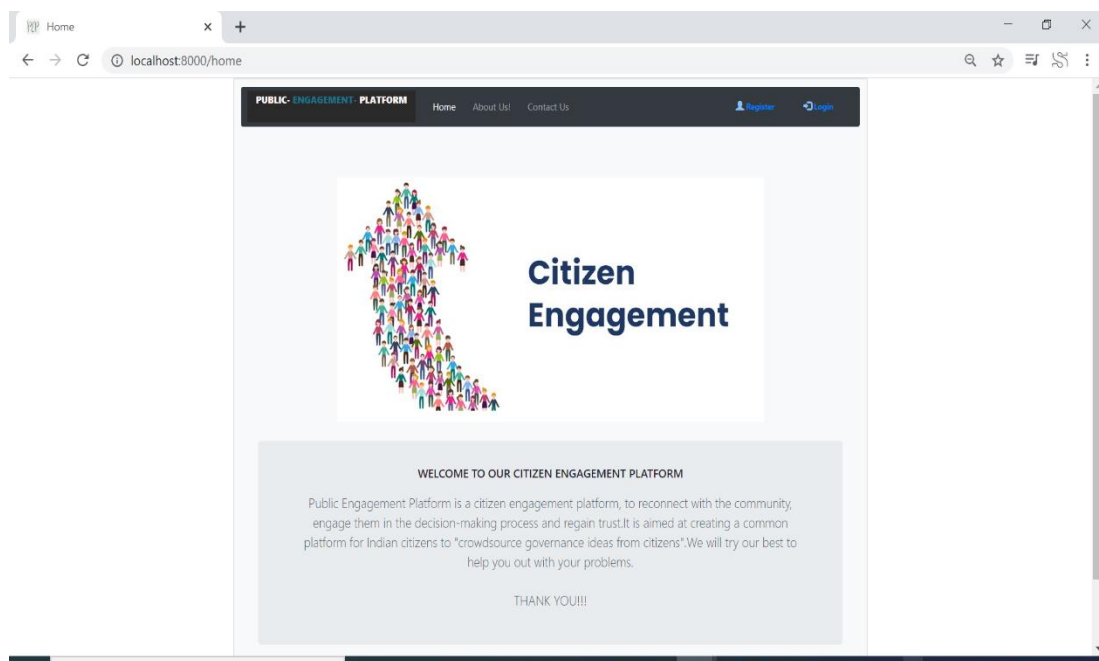 Home
localhost:8000/home
PUBLIC- ENGAGEMENT- PLATFORM Home About Us! Contact Us Register Login
Citizen
Engagement
WELCOME TO OUR CITIZEN ENGAGEMENT PLATFORM
Public Engagement Platform is a citizen engagement platform, to reconnect with the community,
engage them in the decision-making process and regain trust.It is aimed at creating a common
platform for Indian citizens to "crowdsource governance ideas from citizens".We will try our best to
help you out with your problems.
THANK YOU!!!